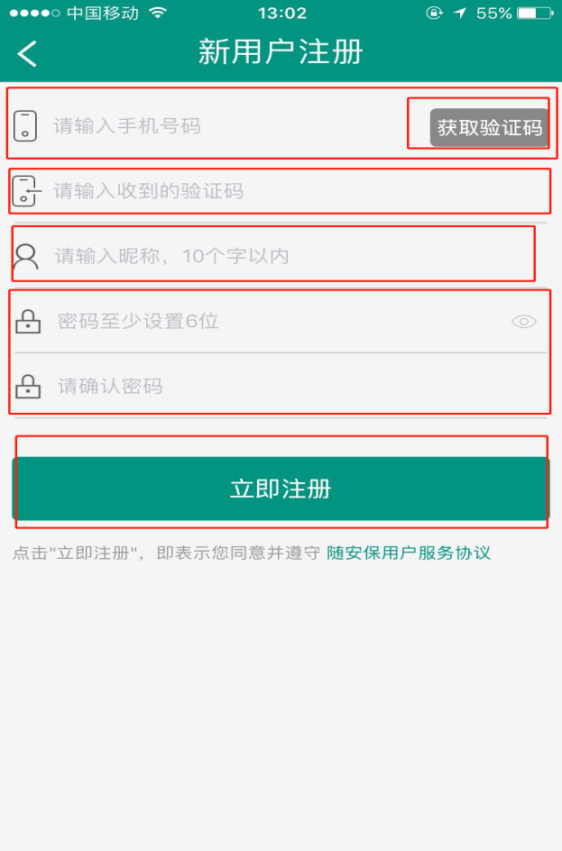 中国移动 13:02 55%
新用户注册
请输入手机号码 获取验证码
请输入收到的验证码
请输入昵称，10个字以内
密码至少设置6位
请确认密码
立即注册
点击"立即注册"，即表示您同意并遵守 随安保用户服务协议